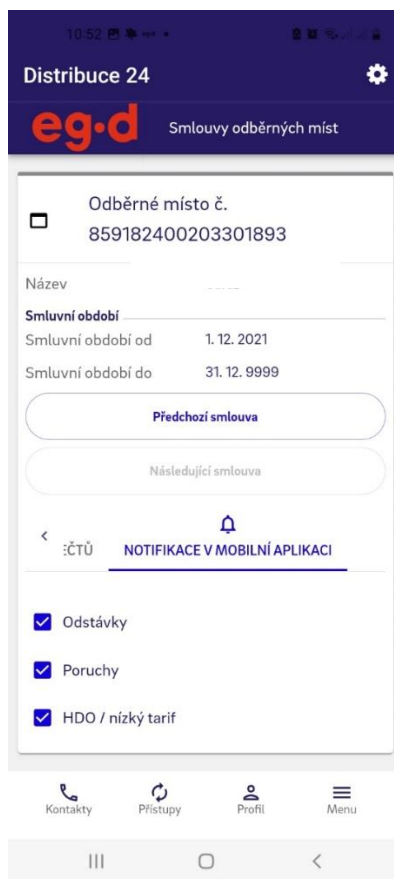 10:52
Distribuce 24
eg·d
Smlouvy odběrných míst
Odběrné místo č.
859182400203301893
Název
Smluvní období
Smluvní období od 1. 12. 2021
Smluvní období do 31. 12. 9999
Předchozí smlouva
Následující smlouva
EČTŮ NOTIFIKACE V MOBILNÍ APLIKACI
Odstávky
Poruchy
HDO / nízký tarif
Kontakty Přístupy Profil Menu